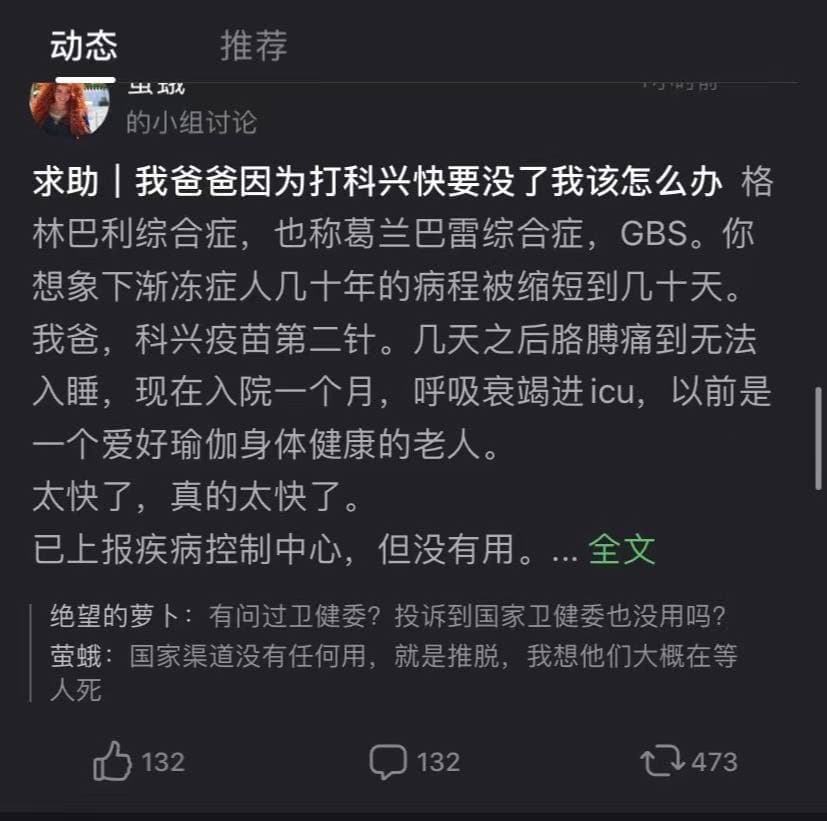 动态 推荐
萤蛾 1小时前
的小组讨论
求助｜我爸爸因为打科兴快要没了我该怎么办 格
林巴利综合症，也称葛兰巴雷综合症，GBS。你
想象下渐冻症人几十年的病程被缩短到几十天。
我爸，科兴疫苗第二针。几天之后胳膊痛到无法
入睡，现在入院一个月，呼吸衰竭进icu，以前是
一个爱好瑜伽身体健康的老人。
太快了，真的太快了。
已上报疾病控制中心，但没有用。... 全文
绝望的萝卜：有问过卫健委？投诉到国家卫健委也没用吗？
萤蛾：国家渠道没有任何用，就是推脱，我想他们大概在等
人死
132 132 473